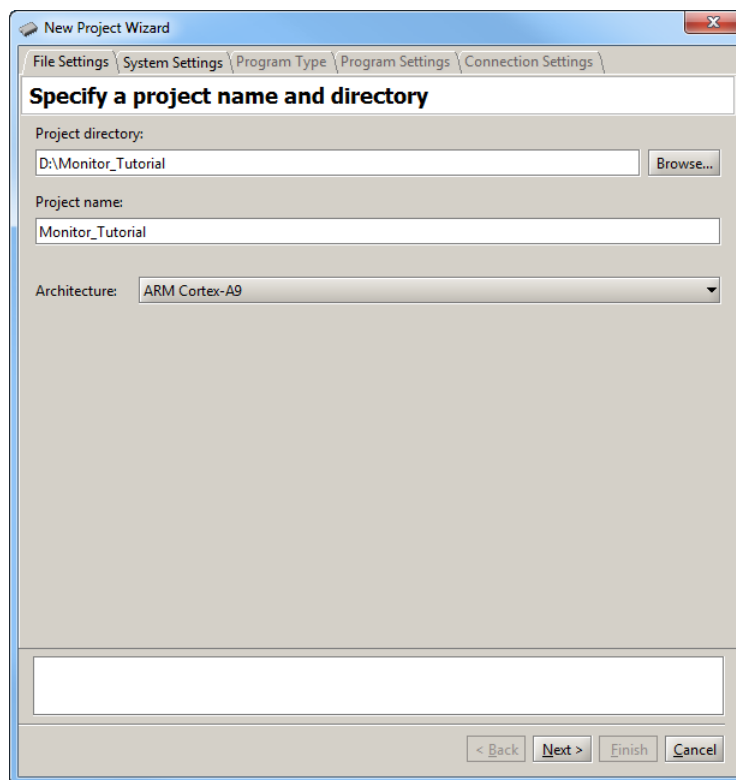 New Project Wizard
File Settings System Settings Program Type Program Settings Connection Settings
Specify a project name and directory
Project directory:
D:\Monitor_Tutorial Browse...
Project name:
Monitor_Tutorial
Architecture: ARM Cortex-A9
< Back Next > Finish Cancel